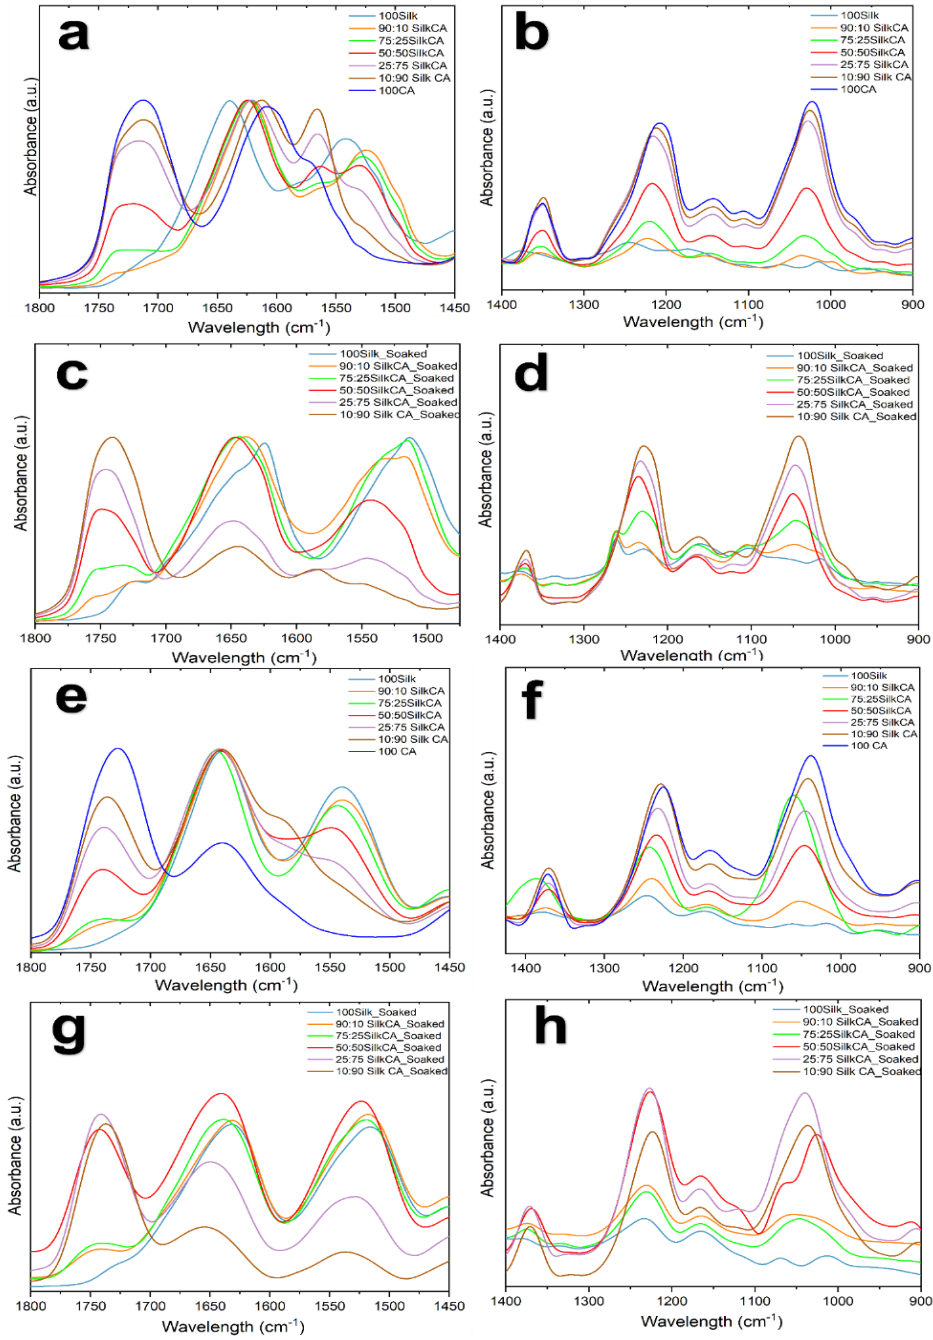 a
100Silk
90:10 SilkCA
75:25SilkCA
50:50SilkCA
25:75 SilkCA
10:90 Silk CA
100CA
Absorbance (a.u.)
1800 1750 1700 1650 1600 1550 1500 1450
Wavelength (cm-1)
b
100Silk
90:10 SilkCA
75:25SilkCA
50:50SilkCA
25:75 SilkCA
10:90 Silk CA
100CA
Absorbance (a.u.)
1400 1300 1200 1100 1000 900
Wavelength (cm-1)
c
100Silk_Soaked
90:10 SilkCA_Soaked
75:25SilkCA_Soaked
50:50SilkCA_Soaked
25:75 SilkCA_Soaked
10:90 Silk CA_Soaked
Absorbance (a.u.)
1800 1750 1700 1650 1600 1550 1500
Wavelength (cm-1)
d
100Silk_Soaked
90:10 SilkCA_Soaked
75:25SilkCA_Soaked
50:50SilkCA_Soaked
25:75 SilkCA_Soaked
10:90 Silk CA_Soaked
Absorbance (a.u.)
1400 1300 1200 1100 1000 900
Wavelength (cm-1)
e
100Silk
90:10 SilkCA
75:25SilkCA
50:50SilkCA
25:75 SilkCA
10:90 Silk CA
100 CA
Absorbance (a.u.)
1800 1750 1700 1650 1600 1550 1500 1450
Wavelength (cm-1)
f
100Silk
90:10 SilkCA
75:25SilkCA
50:50SilkCA
25:75 SilkCA
10:90 Silk CA
100 CA
Absorbance (a.u.)
1400 1300 1200 1100 1000 900
Wavelength (cm-1)
g
100Silk_Soaked
90:10 SilkCA_Soaked
75:25SilkCA_Soaked
50:50SilkCA_Soaked
25:75 SilkCA_Soaked
10:90 Silk CA_Soaked
Absorbance (a.u.)
1800 1750 1700 1650 1600 1550 1500 1450
Wavelength (cm-1)
h
100Silk_Soaked
90:10 SilkCA_Soaked
75:25SilkCA_Soaked
50:50SilkCA_Soaked
25:75 SilkCA_Soaked
10:90 Silk CA_Soaked
Absorbance (a.u.)
1400 1300 1200 1100 1000 900
Wavelength (cm-1)